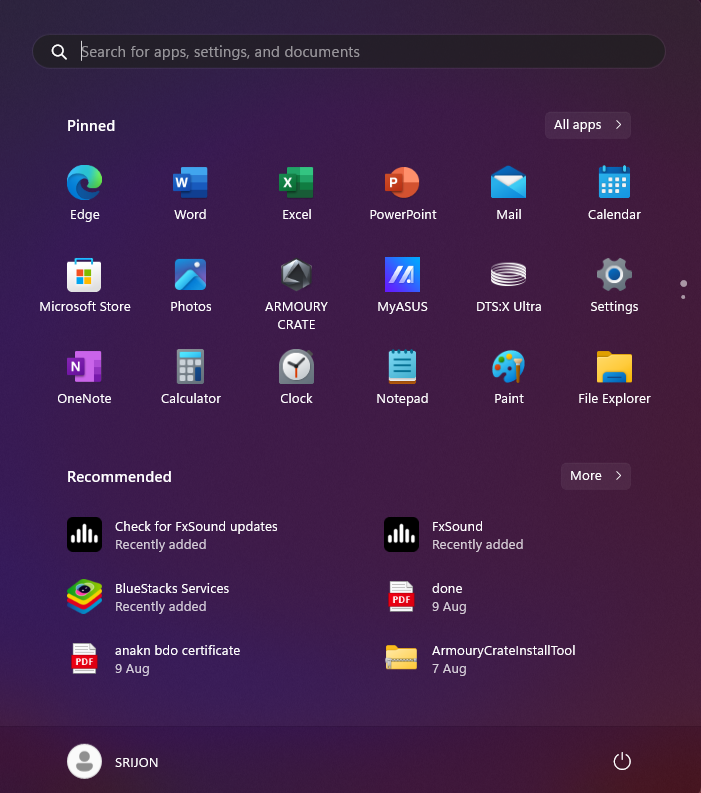 Search for apps, settings, and documents
Pinned
All apps
Edge
Word
Excel
PowerPoint
Mail
Calendar
Microsoft Store
Photos
ARMOURY
CRATE
MyASUS
DTS:X Ultra
Settings
OneNote
Calculator
Clock
Notepad
Paint
File Explorer
Recommended
More
Check for FxSound updates
Recently added
FxSound
Recently added
BlueStacks Services
Recently added
PDF
done
9 Aug
PDF
anakn bdo certificate
9 Aug
ArmouryCrateInstallTool
7 Aug
SRIJON